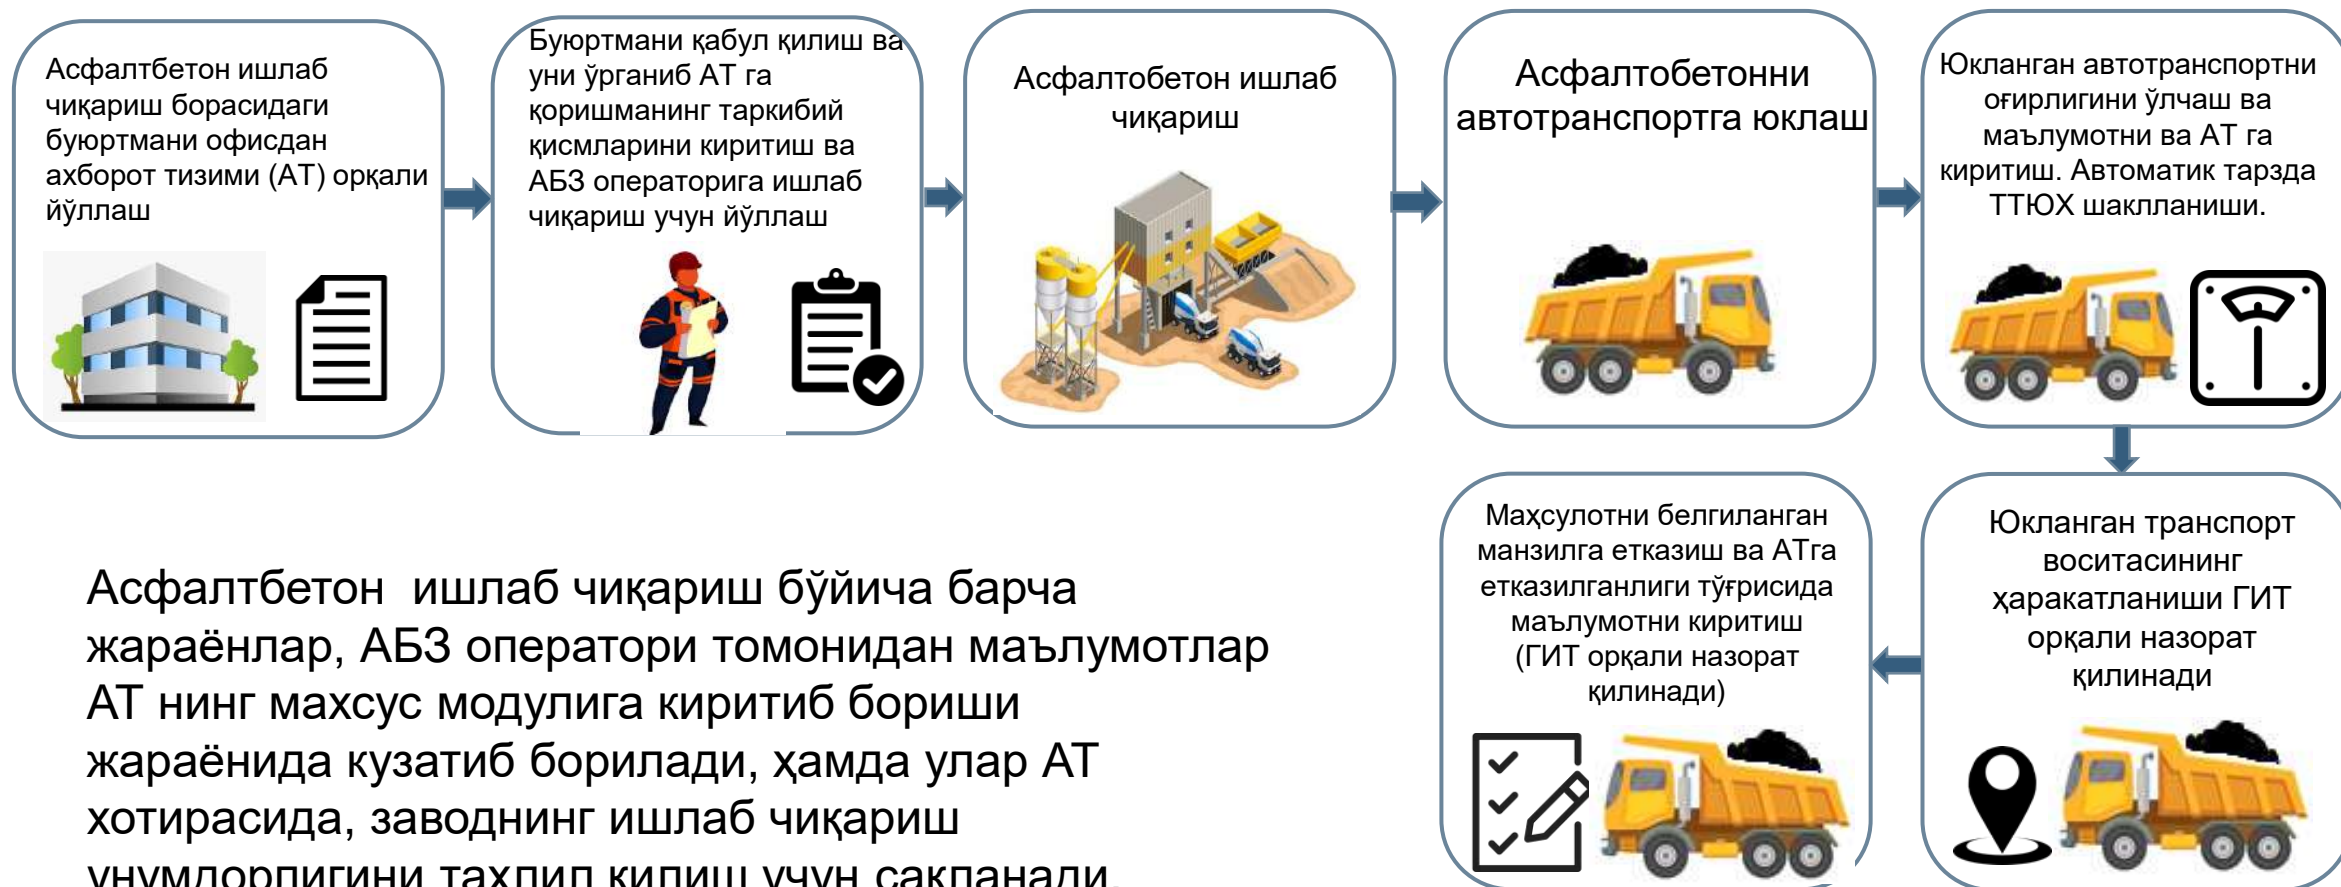 Асфалтбетон ишлаб
чиқариш борасидаги
буюртмани офисдан
ахборот тизими (АТ) орқали
йўллаш
Буюртмани қабул қилиш ва
уни ўрганиб АТ га
қоришманинг таркибий
қисмларини киритиш ва
АБЗ операторига ишлаб
чиқариш учун йўллаш
Асфалтобетон ишлаб
чиқариш
Асфалтобетонни
автотранспортга юклаш
Юкланган автотранспортни
оғирлигини ўлчаш ва
маълумотни ва АТ га
киритиш. Автоматик тарзда
ТТЮХ шаклланиши.
Юкланган транспорт
воситасининг
ҳаракатланиши ГИТ
орқали назорат
қилинади
Маҳсулотни белгиланган
манзилга етказиш ва АТга
етказилганлиги тўғрисида
маълумотни киритиш
(ГИТ орқали назорат
қилинади)
Асфалтбетон  ишлаб чиқариш бўйича барча
жараёнлар, АБЗ оператори томонидан маълумотлар
АТ нинг махсус модулига киритиб бориши
жараёнида кузатиб борилади, ҳамда улар АТ
хотирасида, заводнинг ишлаб чиқариш
унумдорлигини таҳлил қилиш учун сақланади.